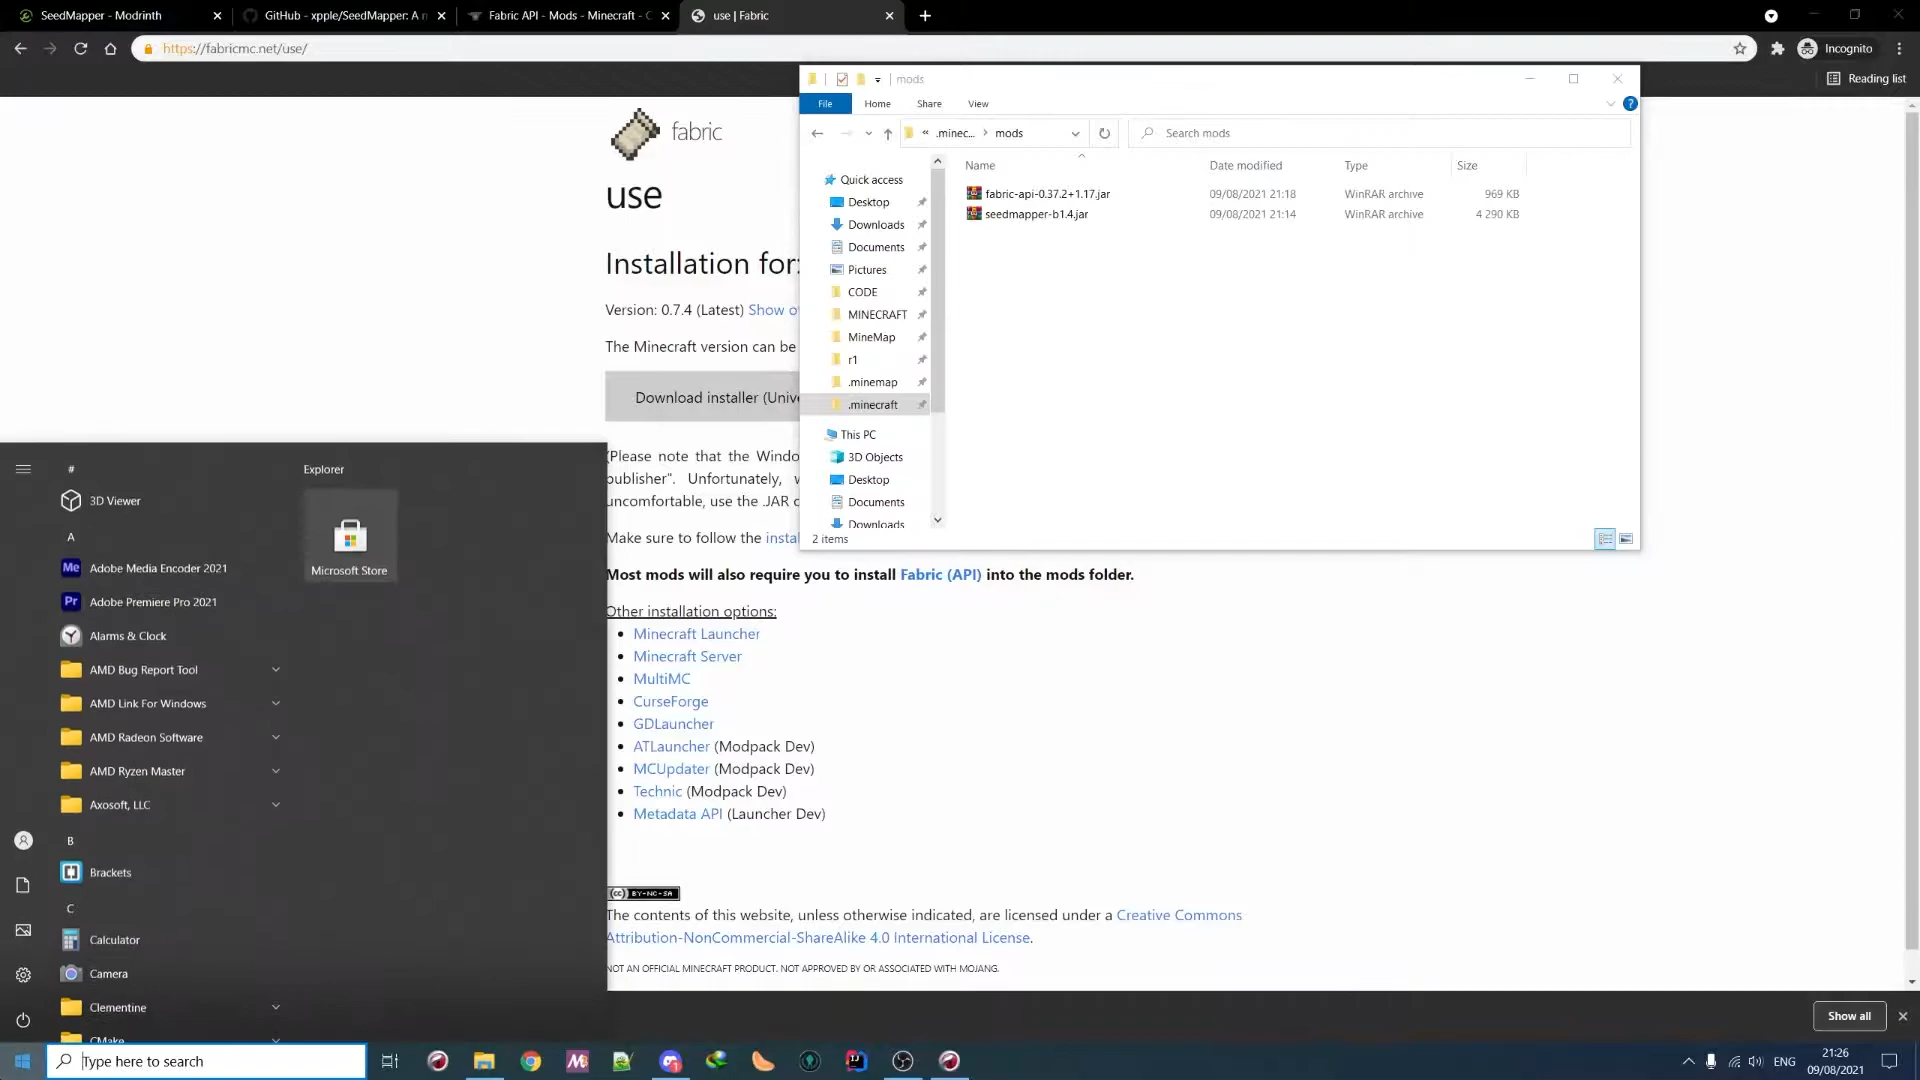 SeedMapper - Modrinth
GitHub - xpple/SeedMapper: A m
Fabric API - Mods - Minecraft - C
use | Fabric
https://fabricmc.net/use/
Incognito
Reading list
fabric
use
Installation for:
Version: 0.7.4 (Latest) Show o
The Minecraft version can be
Download installer (Unive
(Please note that the Windo
publisher". Unfortunately, w
uncomfortable, use the .JAR o
Make sure to follow the instal
Most mods will also require you to install Fabric (API) into the mods folder.
Other installation options:
Minecraft Launcher
Minecraft Server
MultiMC
CurseForge
GDLauncher
ATLauncher (Modpack Dev)
MCUpdater (Modpack Dev)
Technic (Modpack Dev)
Metadata API (Launcher Dev)
BY-NC-SA
The contents of this website, unless otherwise indicated, are licensed under a Creative Commons
Attribution-NonCommercial-ShareAlike 4.0 International License.
NOT AN OFFICIAL MINECRAFT PRODUCT. NOT APPROVED BY OR ASSOCIATED WITH MOJANG.
mods
File
Home
Share
View
« .minec... > mods
Search mods
Quick access
Desktop
Downloads
Documents
Pictures
CODE
MINECRAFT
MineMap
r1
.minemap
.minecraft
This PC
3D Objects
Desktop
Documents
Downloads
Name Date modified Type Size
fabric-api-0.37.2+1.17.jar 09/08/2021 21:18 WinRAR archive 969 KB
seedmapper-b1.4.jar 09/08/2021 21:14 WinRAR archive 4 290 KB
2 items
#
3D Viewer
A
Adobe Media Encoder 2021
Adobe Premiere Pro 2021
Alarms & Clock
AMD Bug Report Tool
AMD Link For Windows
AMD Radeon Software
AMD Ryzen Master
Axosoft, LLC
B
Brackets
C
Calculator
Camera
Clementine
CMake
Explorer
Microsoft Store
Show all
Type here to search
ENG
21:26
09/08/2021